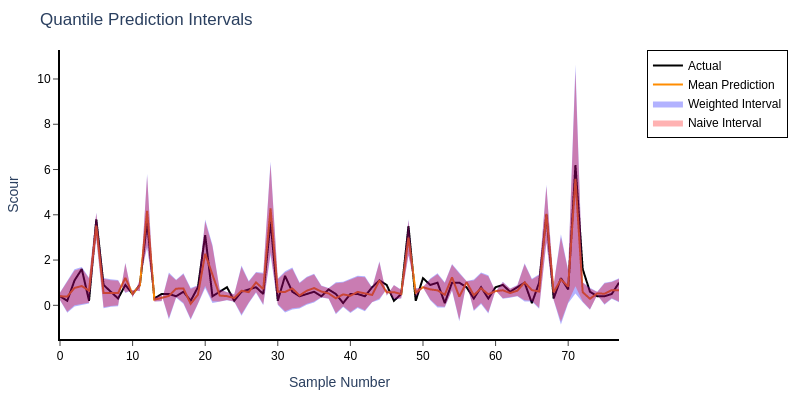 Quantile Prediction Intervals
Actual
Mean Prediction
Weighted Interval
Naive Interval
Scour
10
8
6
4
2
0
0 10 20 30 40 50 60 70
Sample Number